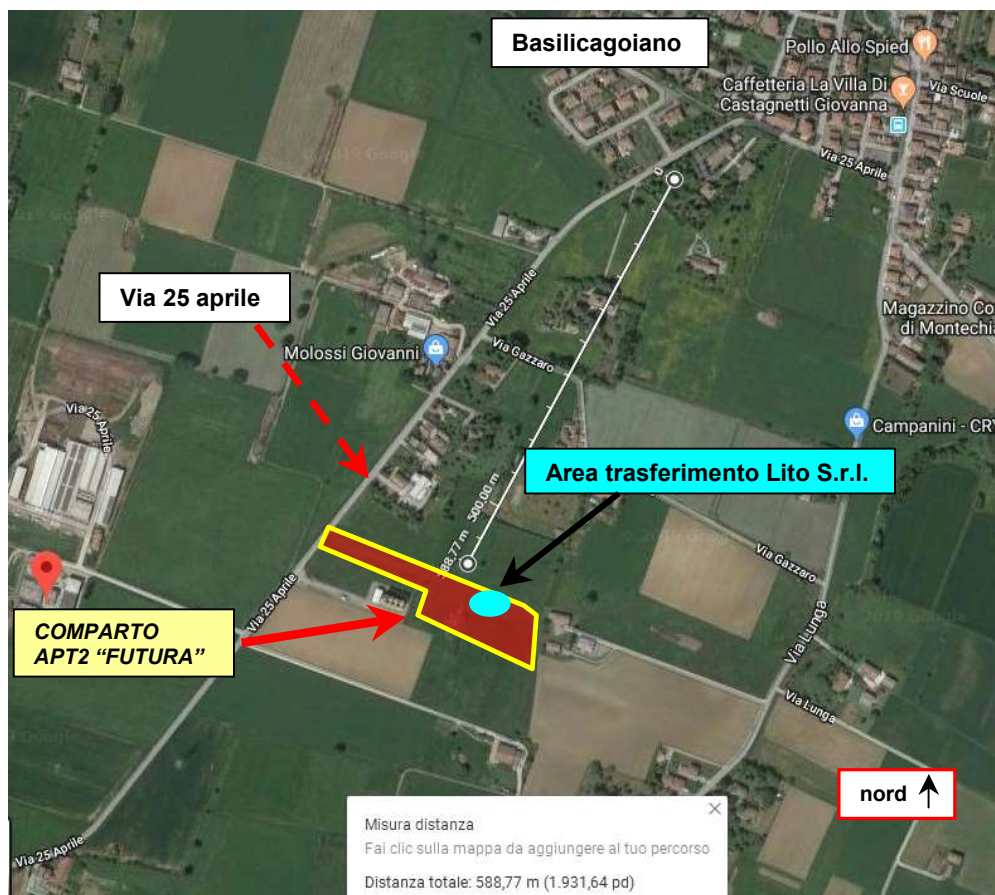 Basilicagoiano
Pollo Allo Spied
Caffetteria La Villa Di
Castagnetti Giovanna
Via Scuole
Via 25 Aprile
0
Via 25 aprile
Via 25 Aprile
Molossi Giovanni
Via Gazzaro
Magazzino Co
di Montechia
Via 25 Aprile
Campanini - CRY
Area trasferimento Lito S.r.l.
500.00 m
588.77 m
Via Gazzaro
COMPARTO
APT2 “FUTURA”
Via 25 Aprile
Via Lunga
Via Lunga
nord
Via 25 Aprile
Misura distanza
Fai clic sulla mappa da aggiungere al tuo percorso
Distanza totale: 588,77 m (1.931,64 pd)